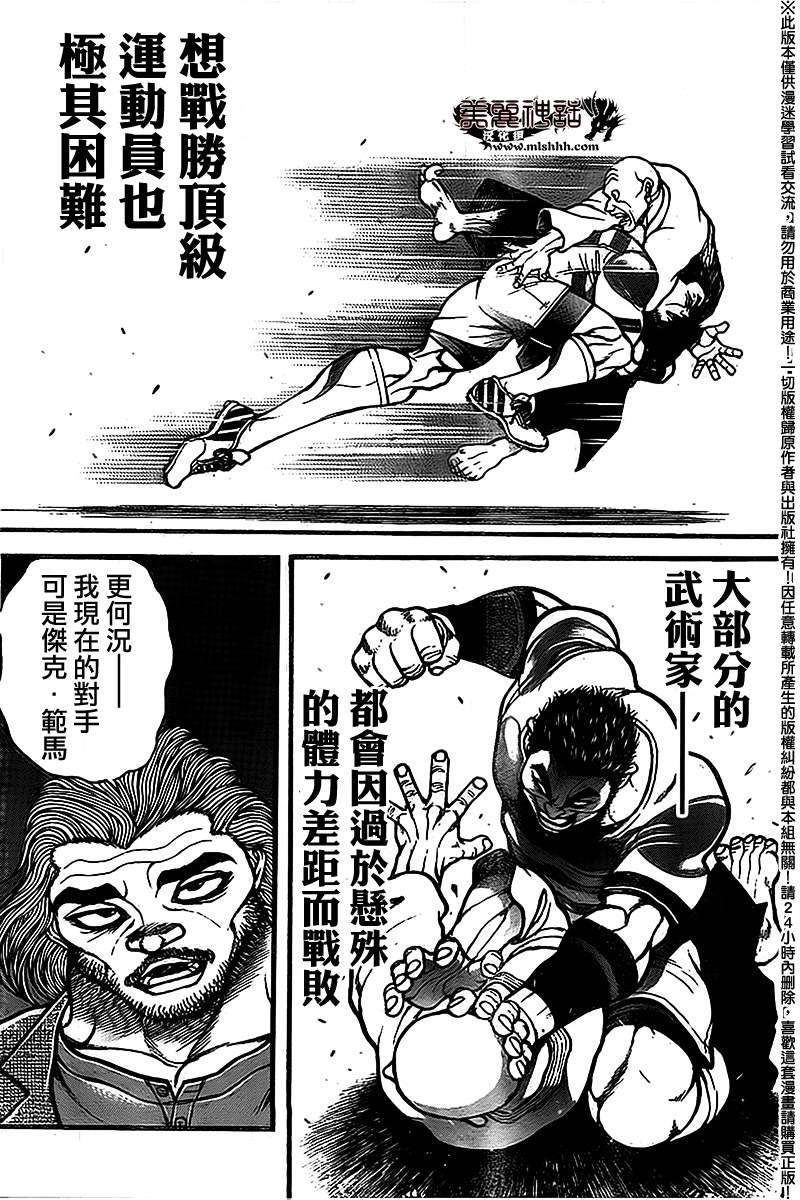 想戰勝頂級
運動員也
極其困難
美麗神話
漢化組
www.mlshhh.com
大部分的
武術家——
都會因過於懸殊
的體力差距而戰敗
更何況——
我現在的對手
可是傑克．範馬
※此版本僅供漫迷學習試看交流，請勿用於商業用途！一切版權歸原作者與出版社擁有！！因任意轉載所產生的版權糾紛都與本組無關！請24小時內刪除，喜歡這套漫畫請購買正版！！